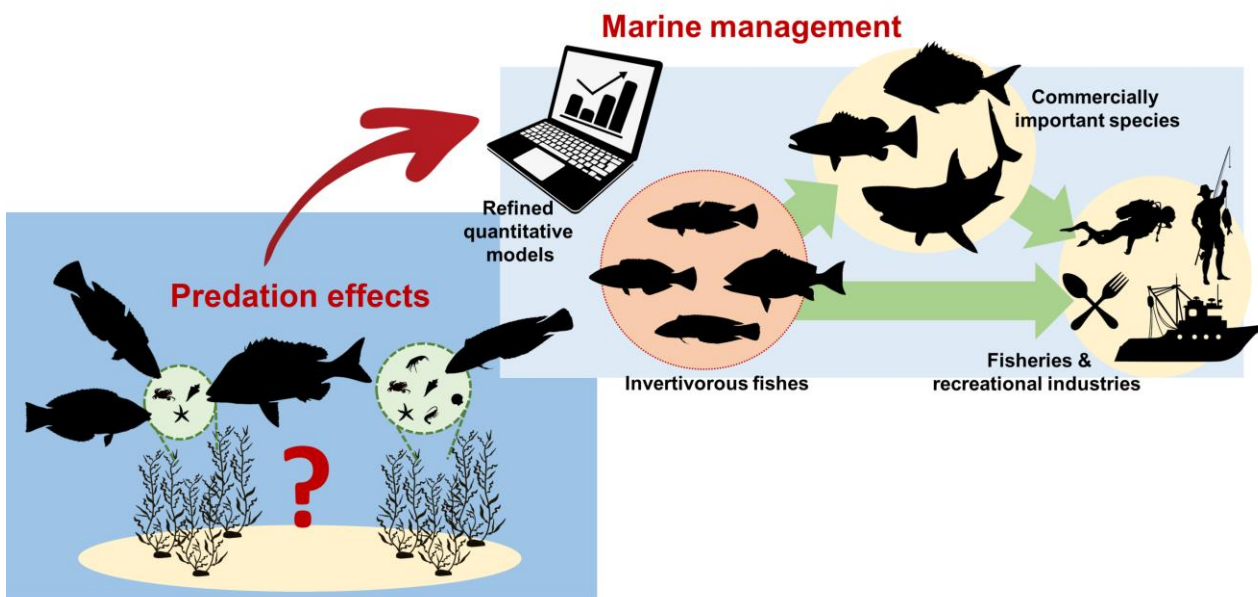 Marine management
Commercially
important species
Refined
quantitative
models
Predation effects
Invertivorous fishes
Fisheries &
recreational industries
?